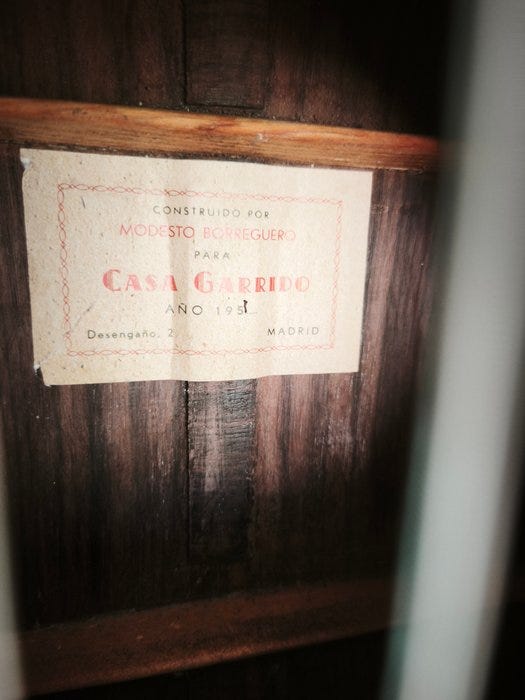 CONSTRUIDO POR
MODESTO BORREGUERO
PARA
CASA GARRIDO
AÑO 195
Desengaño, 2 MADRID